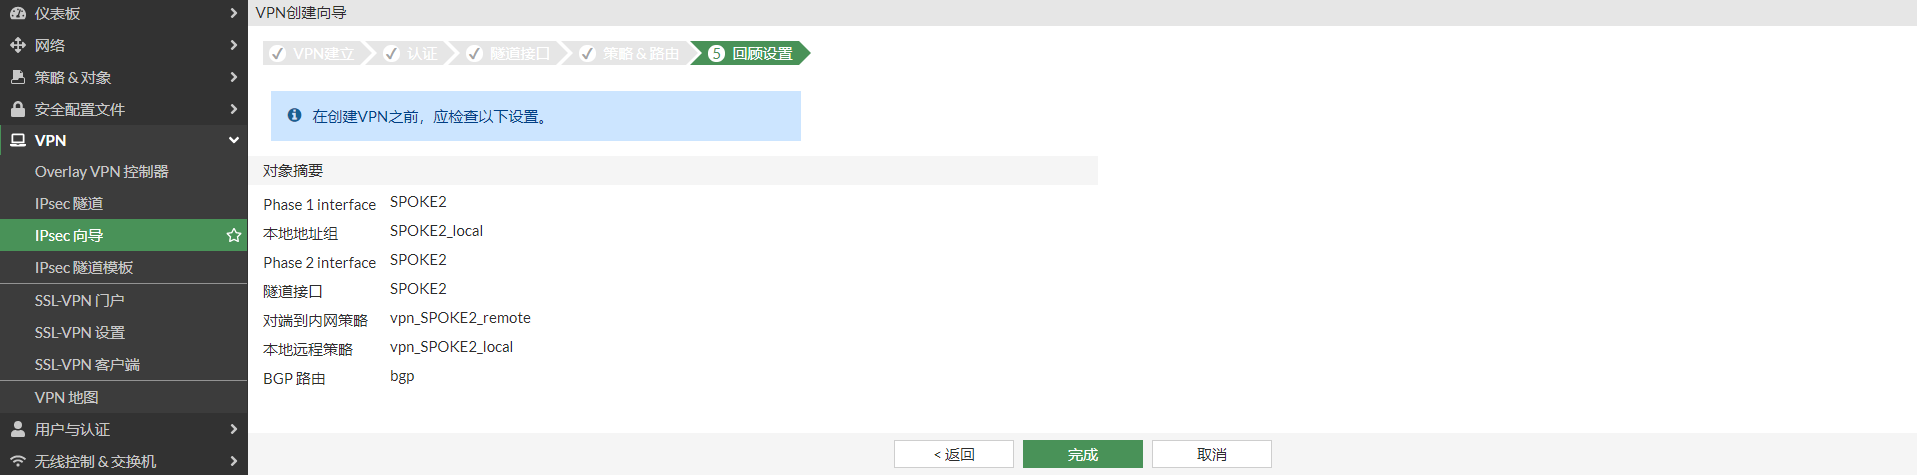 仪表板
网络
策略 & 对象
安全配置文件
VPN
Overlay VPN 控制器
IPsec 隧道
IPsec 向导
IPsec 隧道模板
SSL-VPN 门户
SSL-VPN 设置
SSL-VPN 客户端
VPN 地图
用户与认证
无线控制 & 交换机
VPN创建向导
VPN建立 认证 隧道接口 策略 & 路由 5 回顾设置
在创建VPN之前，应检查以下设置。
对象摘要
Phase 1 interface SPOKE2
本地地址组 SPOKE2_local
Phase 2 interface SPOKE2
隧道接口 SPOKE2
对端到内网策略 vpn_SPOKE2_remote
本地远程策略 vpn_SPOKE2_local
BGP 路由 bgp
< 返回 完成 取消